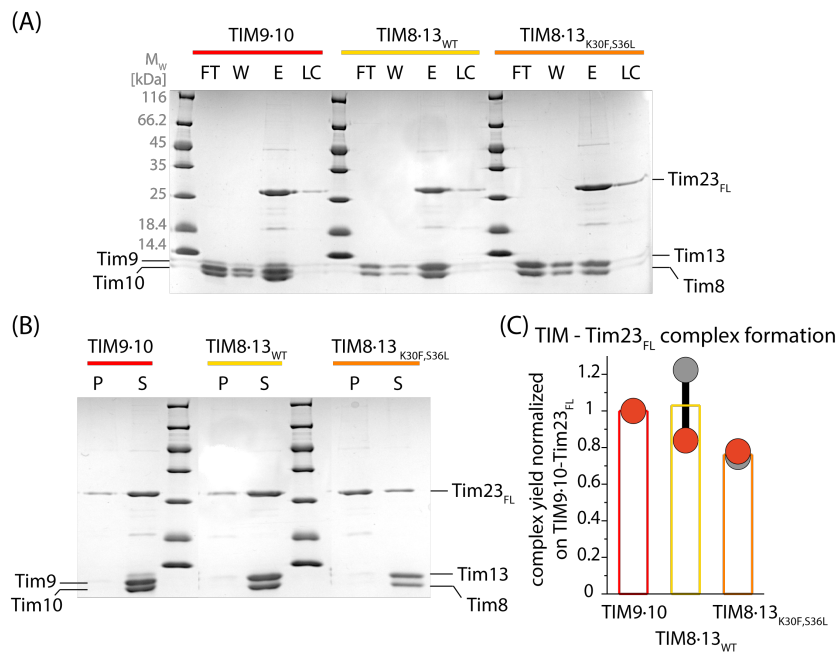 (A)
TIM9·10 TIM8·13WT TIM8·13K30F,S36L
MW
[kDa]
FT W E LC FT W E LC FT W E LC
116
66.2
45
35
25
18.4
14.4
Tim23FL
Tim9
Tim10
Tim13
Tim8
(B)
TIM9·10 TIM8·13WT TIM8·13K30F,S36L
P S P S P S
Tim23FL
Tim9
Tim10
Tim13
Tim8
(C)
TIM - Tim23FL complex formation
complex yield normalized
on TIM9·10-Tim23FL
1.2
1
0.8
0.6
0.4
0.2
0
TIM9·10
TIM8·13WT
TIM8·13K30F,S36L